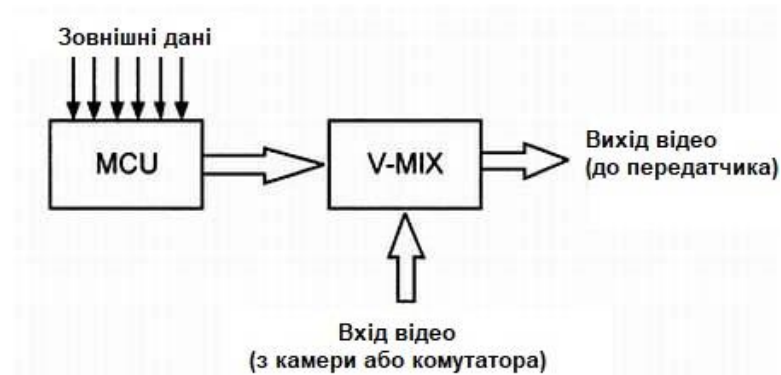 Зовнішні дані
MCU
V-MIX
Вихід відео
(до передатчика)
Вхід відео
(з камери або комутатора)